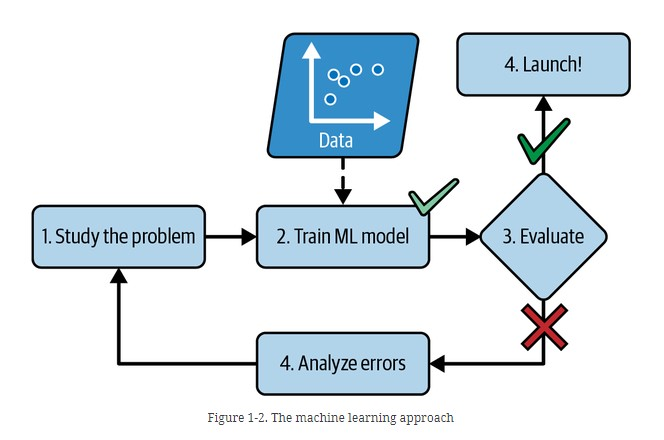 Data
4. Launch!
1. Study the problem
2. Train ML model
3. Evaluate
4. Analyze errors
Figure 1-2. The machine learning approach